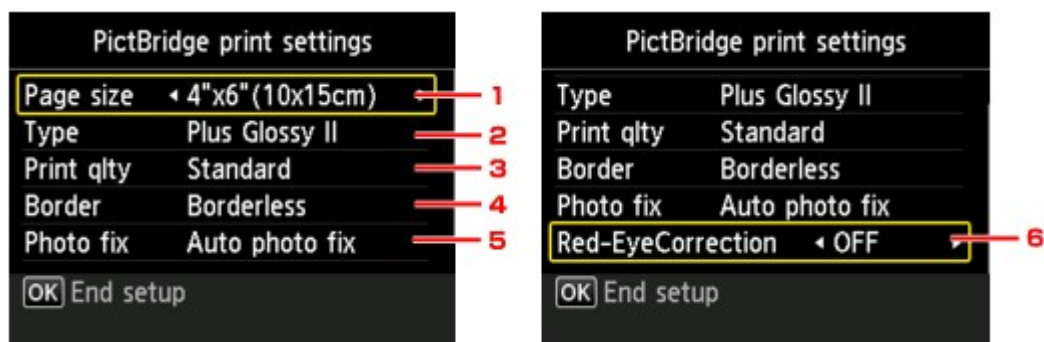 PictBridge print settings
Page size 4"x6"(10x15cm) 1
Type Plus Glossy II 2
Print qlty Standard 3
Border Borderless 4
Photo fix Auto photo fix 5
OK End setup
PictBridge print settings
Type Plus Glossy II
Print qlty Standard
Border Borderless
Photo fix Auto photo fix
Red-EyeCorrection OFF 6
OK End setup